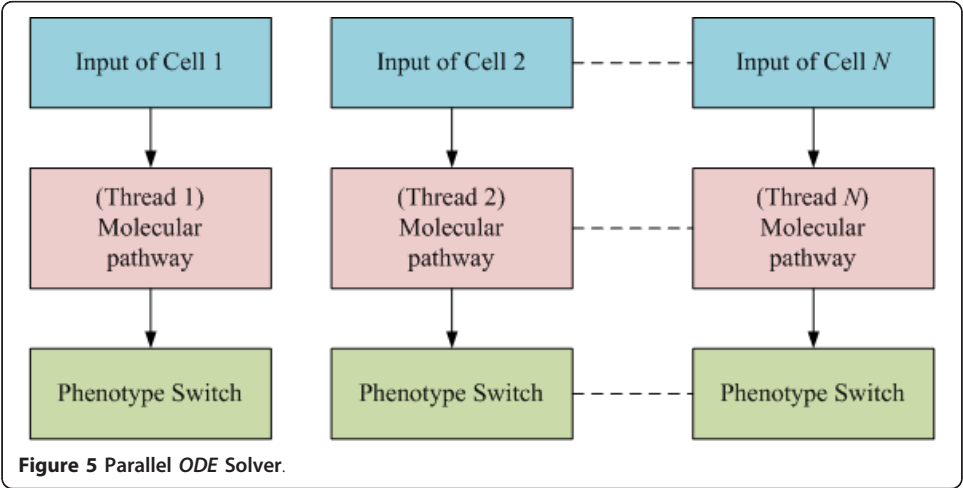 Input of Cell 1
Input of Cell 2
Input of Cell N
(Thread 1)
Molecular
pathway
(Thread 2)
Molecular
pathway
(Thread N)
Molecular
pathway
Phenotype Switch
Phenotype Switch
Phenotype Switch
Figure 5 Parallel ODE Solver.